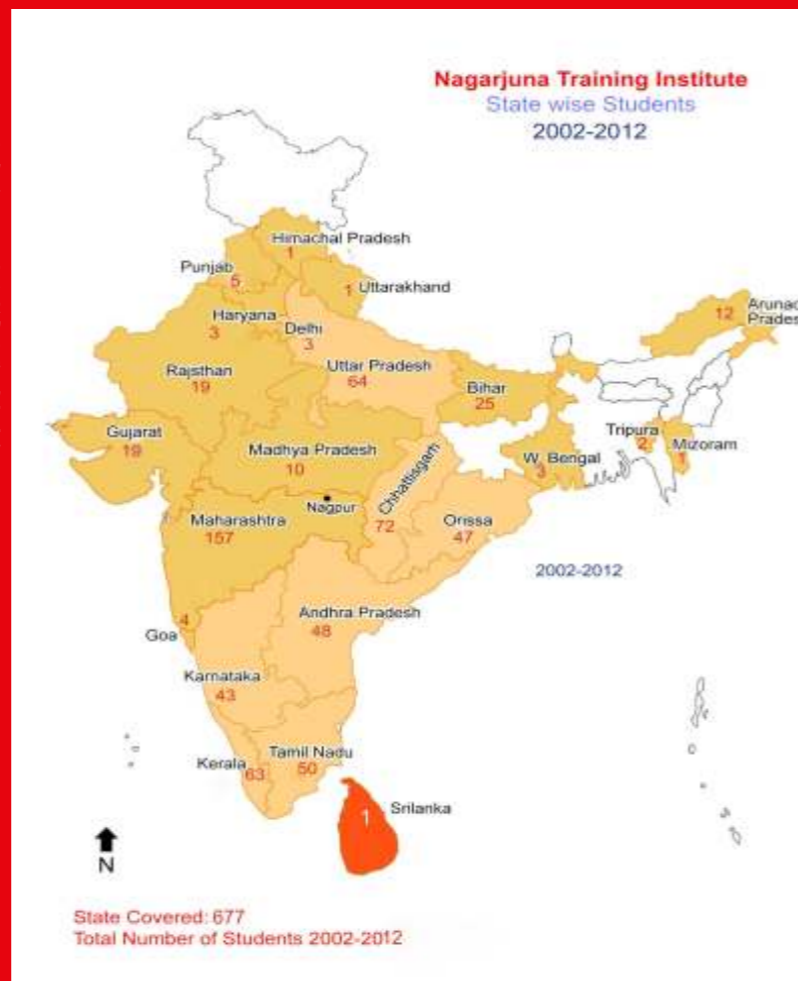 Nagarjuna Training Institute
State wise Students
2002-2012
Himachal Pradesh
1
Punjab
5
1 Uttarakhand
Haryana
3
Delhi
3
12
Arunac
Prades
Rajsthan
19
Uttar Pradesh
64
Bihar
25
Gujarat
19
Madhya Pradesh
10
Tripura
2
Mizoram
1
W. Bengal
3
Chhattisgarh
72
Nagpur
Maharashtra
157
Orissa
47
2002-2012
4
Goa
Andhra Pradesh
48
Karnataka
43
Kerala
63
Tamil Nadu
50
Srilanka
1
N
State Covered: 677
Total Number of Students 2002-2012